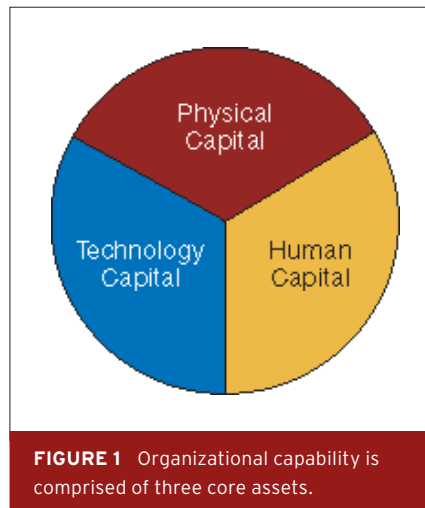 Physical
Capital
Technology
Capital
Human
Capital
FIGURE 1 Organizational capability is
comprised of three core assets.